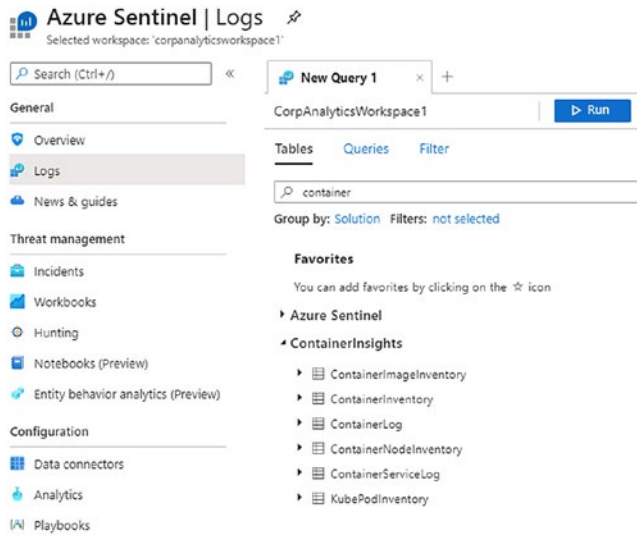 Azure Sentinel | Logs
Selected workspace: 'corpanalyticsworkspace1'
Search (Ctrl+/)
«
General
Overview
Logs
News & guides
Threat management
Incidents
Workbooks
Hunting
Notebooks (Preview)
Entity behavior analytics (Preview)
Configuration
Data connectors
Analytics
Playbooks
New Query 1 × +
CorpAnalyticsWorkspace1
Run
Tables Queries Filter
container
Group by: Solution Filters: not selected
Favorites
You can add favorites by clicking on the ☆ icon
Azure Sentinel
ContainerInsights
ContainerImageInventory
ContainerInventory
ContainerLog
ContainerNodeInventory
ContainerServiceLog
KubePodInventory